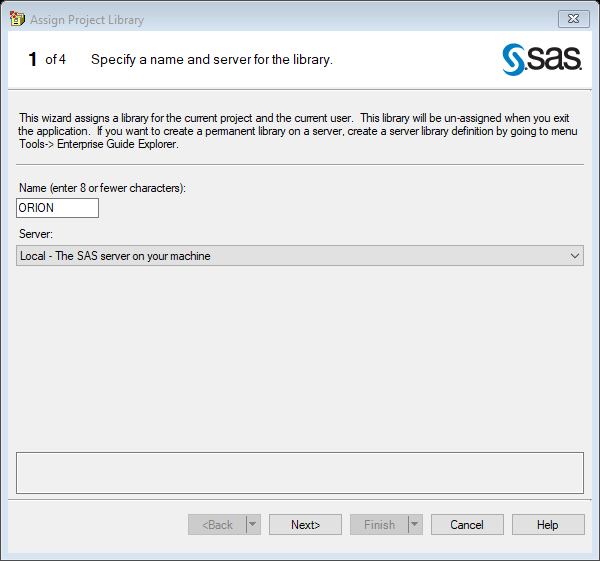 Assign Project Library
1 of 4 Specify a name and server for the library.
sas.
This wizard assigns a library for the current project and the current user. This library will be un-assigned when you exit
the application. If you want to create a permanent library on a server, create a server library definition by going to menu
Tools-> Enterprise Guide Explorer.
Name (enter 8 or fewer characters):
ORION
Server:
Local - The SAS server on your machine
<Back Next> Finish Cancel Help